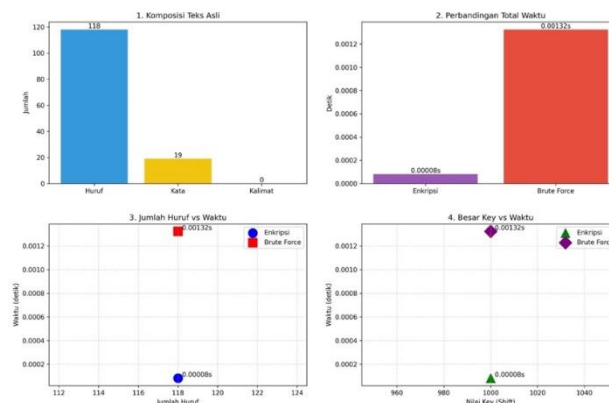 1. Komposisi Teks Asli
118
120
100
80
60
40
20
0
Jumlah
19
0
Huruf
Kata
Kalimat
2. Perbandingan Total Waktu
0.00132s
0.0012
0.0010
0.0008
0.0006
0.0004
0.0002
0.0000
Detik
0.00008s
Enkripsi
Brute Force
3. Jumlah Huruf vs Waktu
0.00132s
Enkripsi
Brute Force
0.0012
0.0010
0.0008
0.0006
0.0004
0.0002
Waktu (detik)
0.00008s
112
114
116
118
120
122
124
Jumlah Huruf
4. Besar Key vs Waktu
0.00132s
Enkripsi
Brute Force
0.0012
0.0010
0.0008
0.0006
0.0004
0.0002
Waktu (detik)
0.00008s
960
980
1000
1020
1040
Nilai Key (Shift)